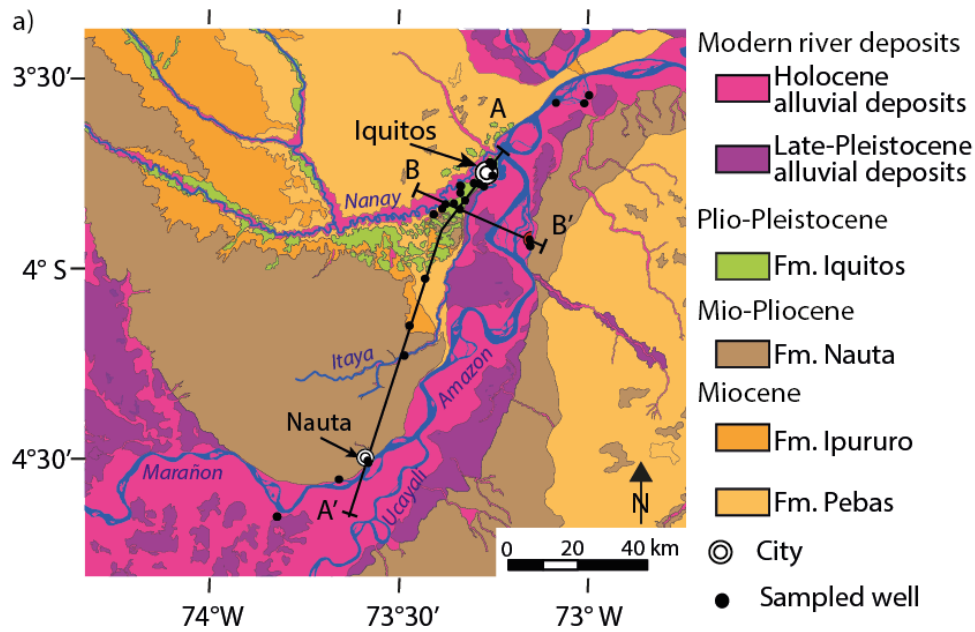 a)
3°30'
4° S
4°30'
74° W
73°30'
73° W
A
Iquitos
B
Nanay
B'
Itaya
Amazon
Nauta
Marañon
A'
Ucayali
N
0 20 40 km
Modern river deposits
Holocene
alluvial deposits
Late-Pleistocene
alluvial deposits
Plio-Pleistocene
Fm. Iquitos
Mio-Pliocene
Fm. Nauta
Miocene
Fm. Ipururo
Fm. Pebas
City
Sampled well